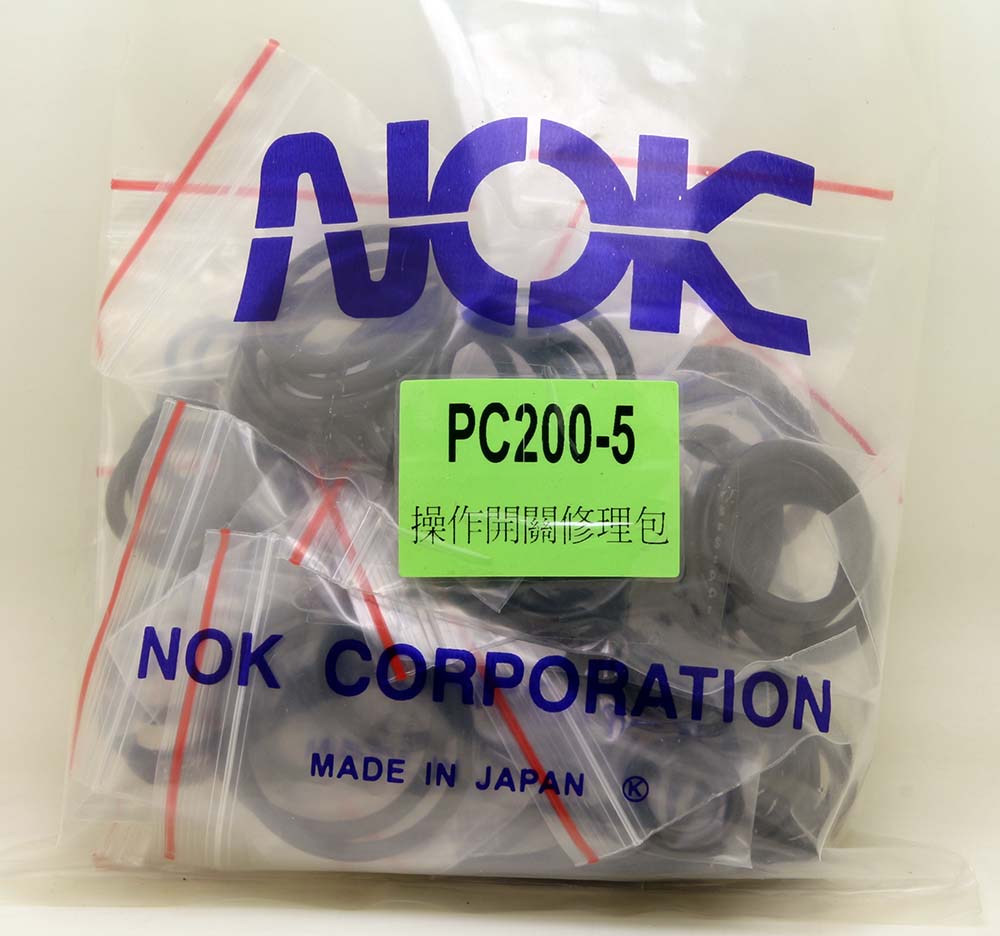 NOK
PC200-5
操作開關修理包
NOK CORPORATION
MADE IN JAPAN Ⓚ